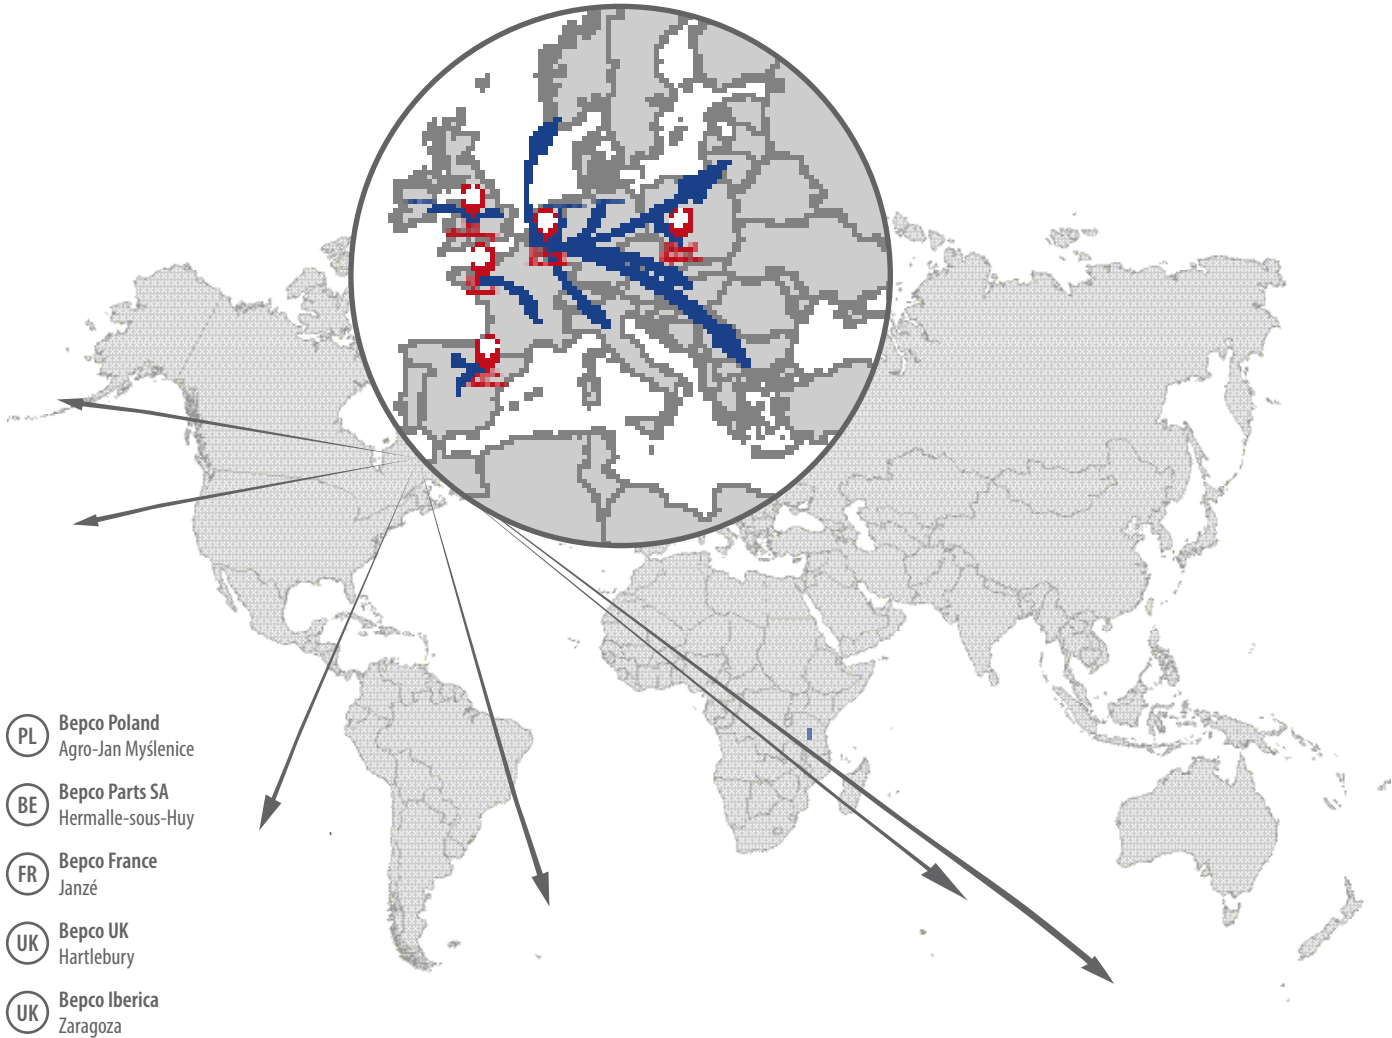 PL
Bepco Poland
Agro-Jan Myślenice
BE
Bepco Parts SA
Hermalle-sous-Huy
FR
Bepco France
Janzé
UK
Bepco UK
Hartlebury
UK
Bepco Iberica
Zaragoza